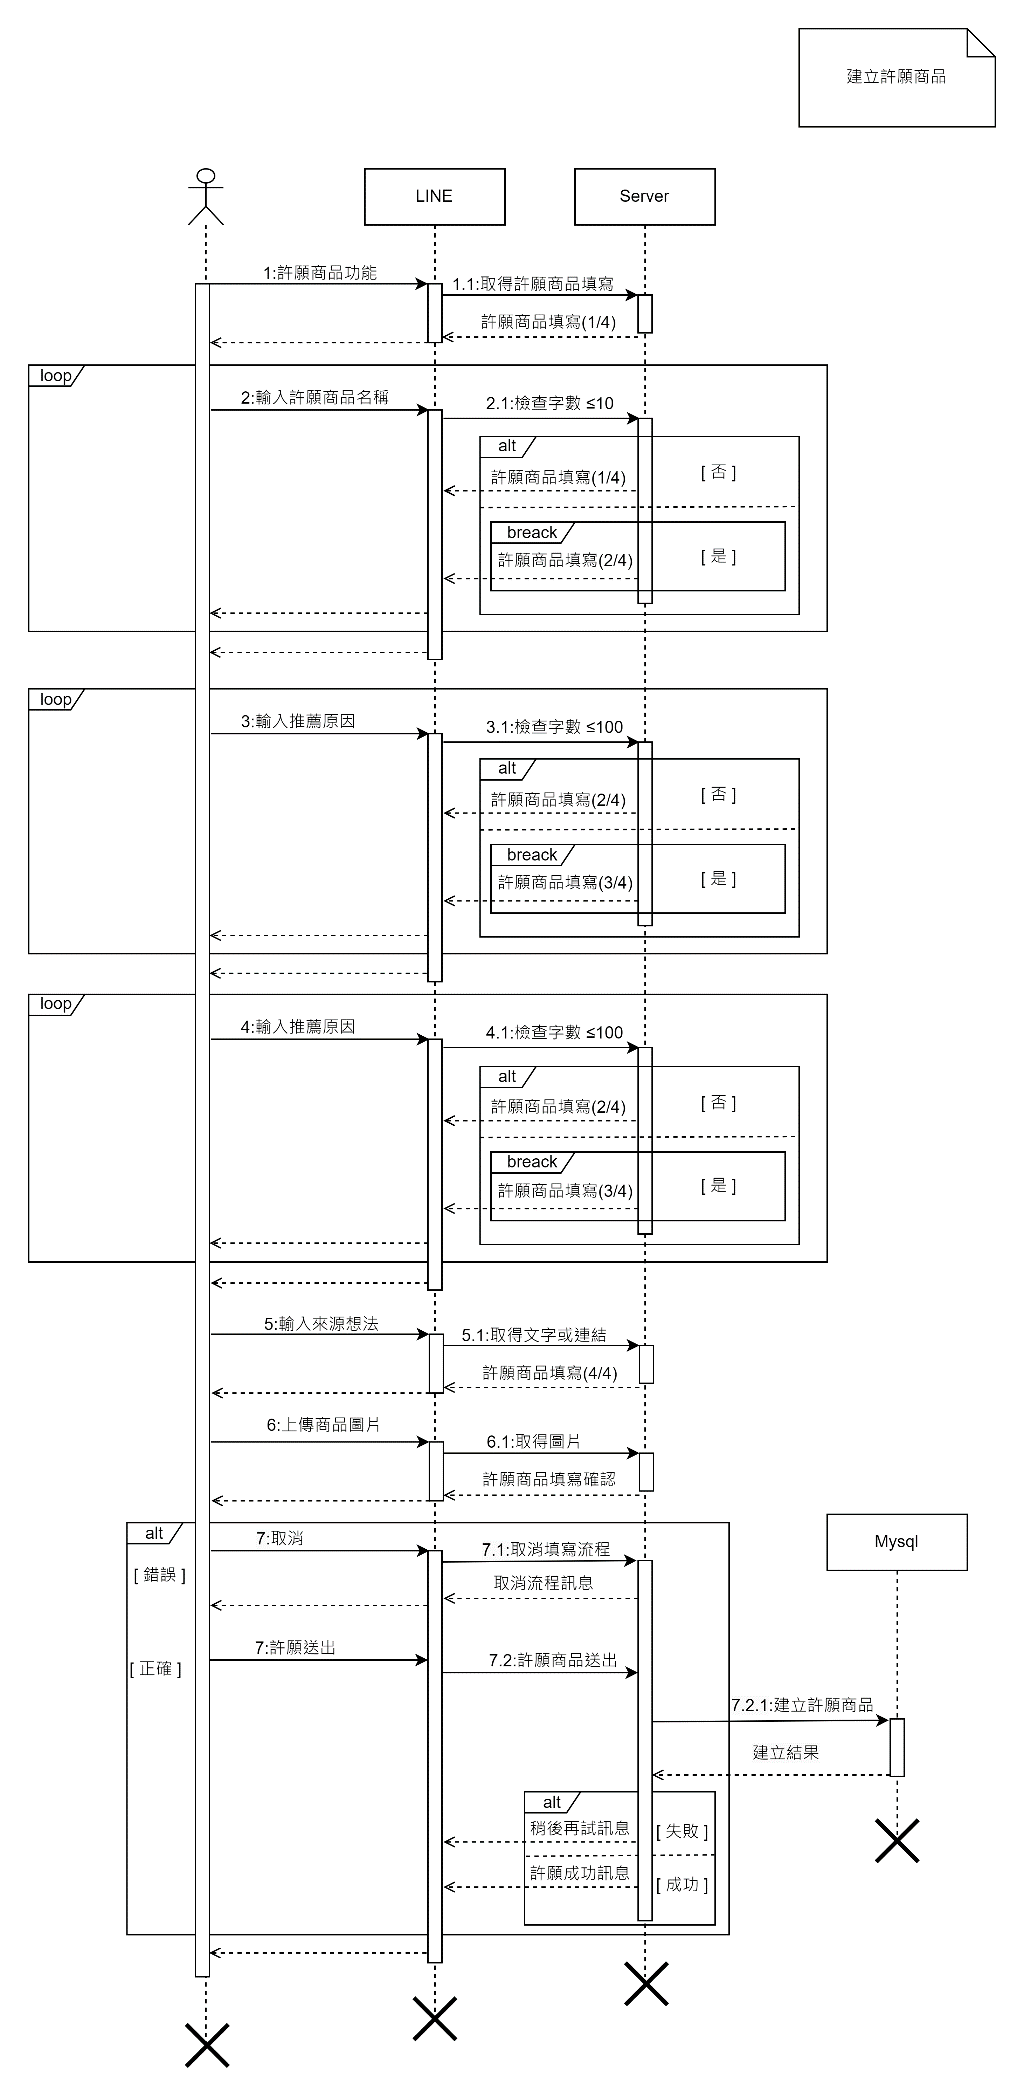 建立許願商品
LINE
Server
1:許願商品功能
1.1:取得許願商品填寫
許願商品填寫(1/4)
loop
2:輸入許願商品名稱
2.1:檢查字數 ≤10
alt
許願商品填寫(1/4)
[ 否 ]
breack
許願商品填寫(2/4)
[ 是 ]
loop
3:輸入推薦原因
3.1:檢查字數 ≤100
alt
許願商品填寫(2/4)
[ 否 ]
breack
許願商品填寫(3/4)
[ 是 ]
loop
4:輸入推薦原因
4.1:檢查字數 ≤100
alt
許願商品填寫(2/4)
[ 否 ]
breack
許願商品填寫(3/4)
[ 是 ]
5:輸入來源想法
5.1:取得文字或連結
許願商品填寫(4/4)
6:上傳商品圖片
6.1:取得圖片
許願商品填寫確認
Mysql
alt
7:取消
7.1:取消填寫流程
[ 錯誤 ]
取消流程訊息
7:許願送出
7.2:許願商品送出
[ 正確 ]
7.2.1:建立許願商品
建立結果
alt
稍後再試訊息
[ 失敗 ]
許願成功訊息
[ 成功 ]